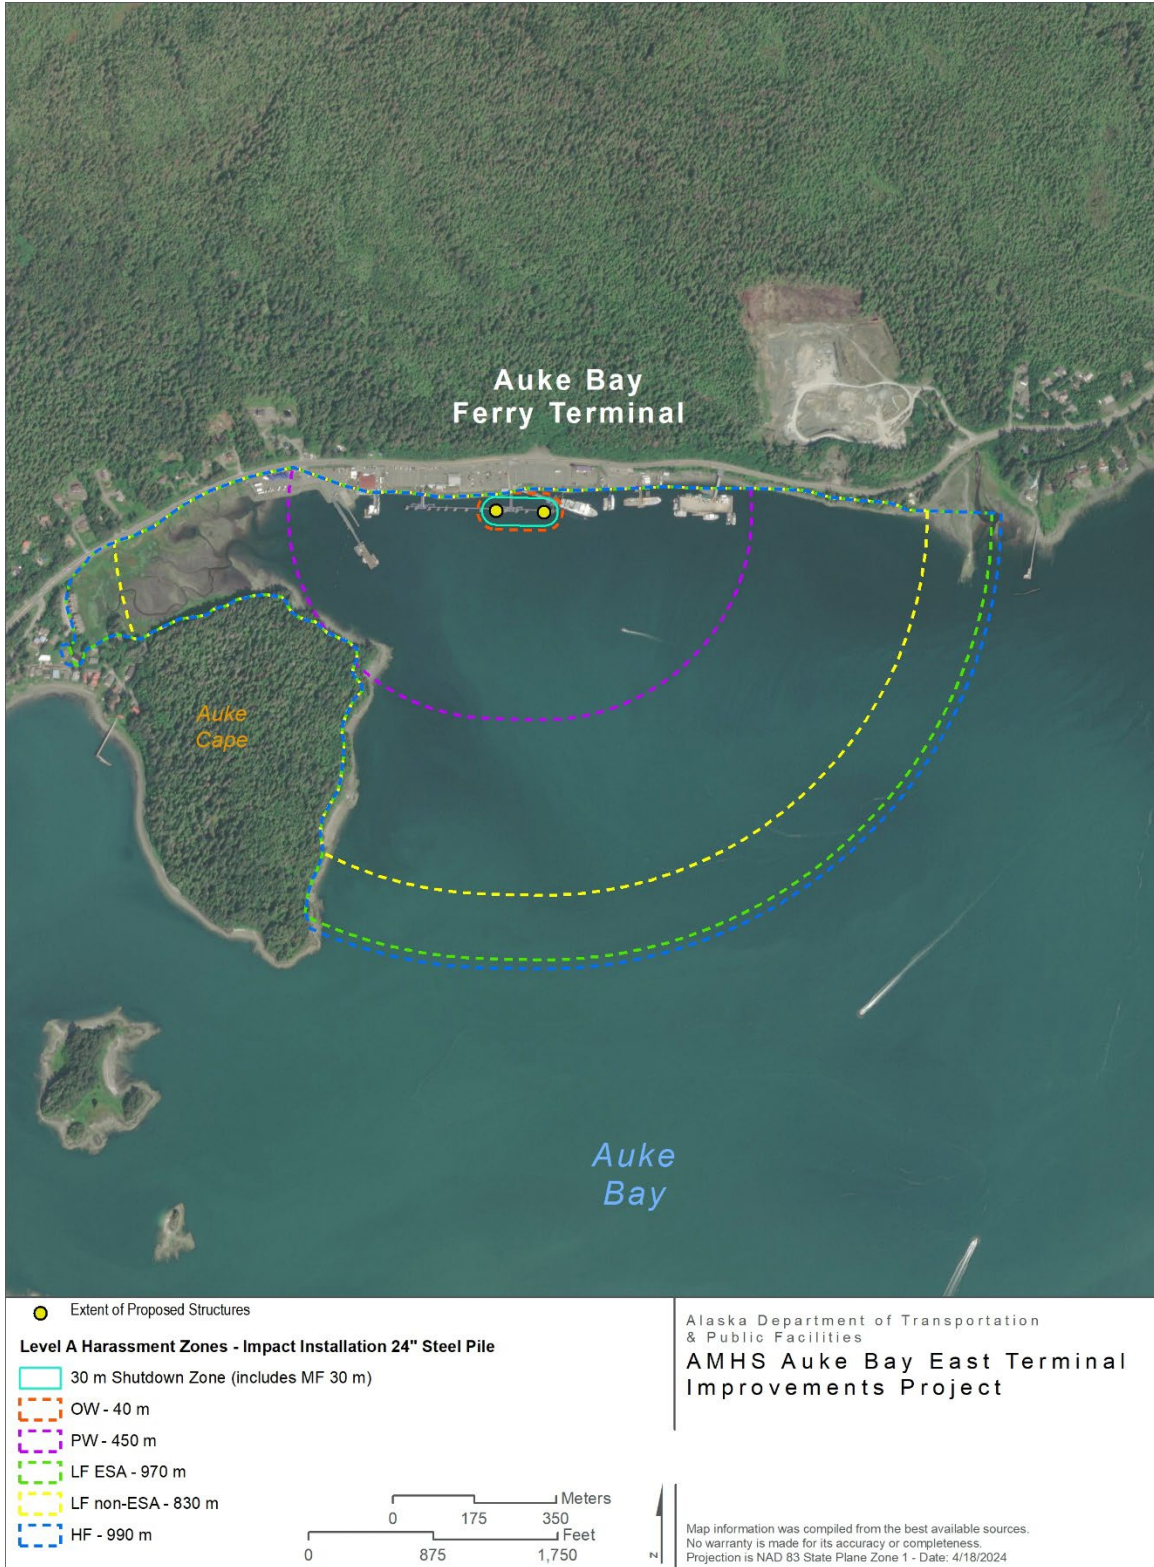 Auke Bay
Ferry Terminal
Auke
Cape
Auke
Bay
Extent of Proposed Structures
Level A Harassment Zones - Impact Installation 24" Steel Pile
30 m Shutdown Zone (includes MF 30 m)
OW - 40 m
PW - 450 m
LF ESA - 970 m
LF non-ESA - 830 m
HF - 990 m
Meters
0 175 350
Feet
0 875 1,750
N
Alaska Department of Transportation
& Public Facilities
AMHS Auke Bay East Terminal
Improvements Project
Map information was compiled from the best available sources.
No warranty is made for its accuracy or completeness.
Projection is NAD 83 State Plane Zone 1 - Date: 4/18/2024